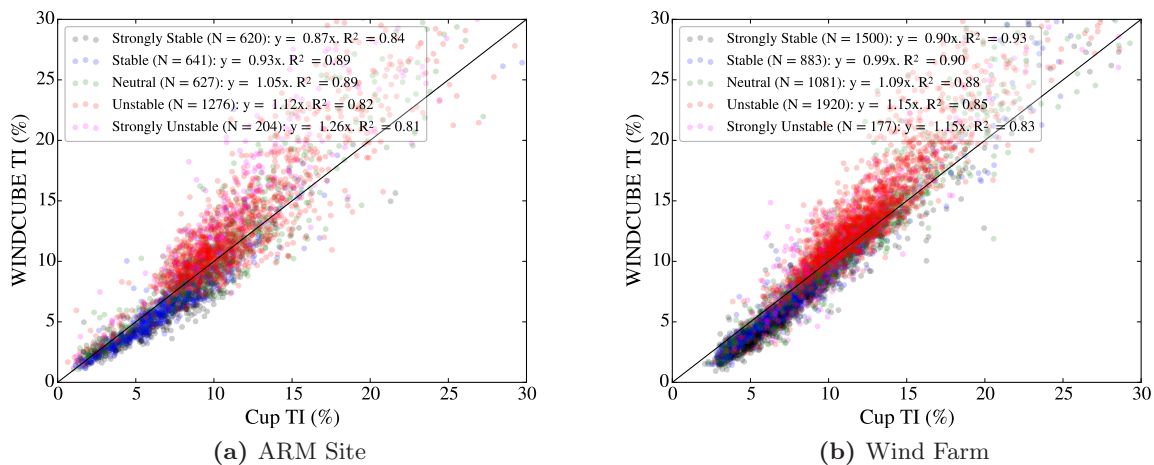 30
25
20
15
10
5
0
WINDCUBE TI (%)
Strongly Stable (N = 620): y = 0.87x. R² = 0.84
Stable (N = 641): y = 0.93x. R² = 0.89
Neutral (N = 627): y = 1.05x. R² = 0.89
Unstable (N = 1276): y = 1.12x. R² = 0.82
Strongly Unstable (N = 204): y = 1.26x. R² = 0.81
0 5 10 15 20 25 30
Cup TI (%)
(a) ARM Site
30
25
20
15
10
5
0
WINDCUBE TI (%)
Strongly Stable (N = 1500): y = 0.90x. R² = 0.93
Stable (N = 883): y = 0.99x. R² = 0.90
Neutral (N = 1081): y = 1.09x. R² = 0.88
Unstable (N = 1920): y = 1.15x. R² = 0.85
Strongly Unstable (N = 177): y = 1.15x. R² = 0.83
0 5 10 15 20 25 30
Cup TI (%)
(b) Wind Farm